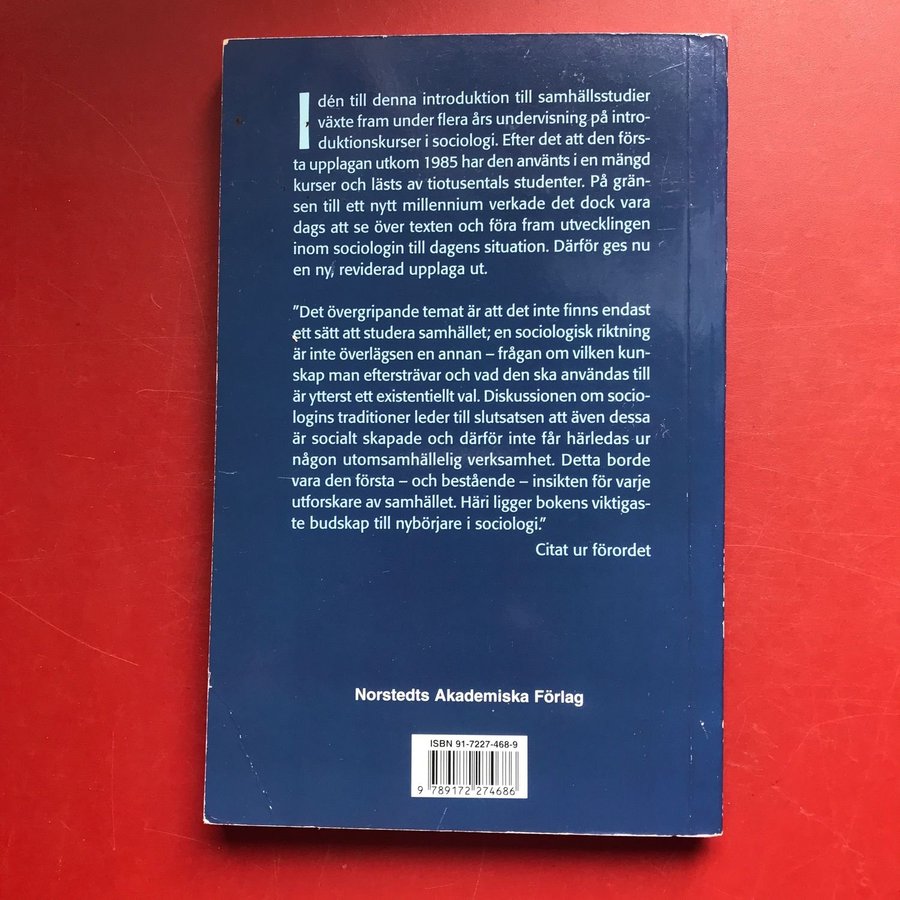 Idén till denna introduktion till samhällsstudier
växte fram under flera års undervisning på intro-
duktionskurser i sociologi. Efter det att den förs-
ta upplagan utkom 1985 har den använts i en mängd
kurser och lästs av tiotusentals studenter. På grän-
sen till ett nytt millennium verkade det dock vara
dags att se över texten och föra fram utvecklingen
inom sociologin till dagens situation. Därför ges nu
en ny, reviderad upplaga ut.
”Det övergripande temat är att det inte finns endast
ett sätt att studera samhället; en sociologisk riktning
är inte överlägsen en annan – frågan om vilken kun-
skap man eftersträvar och vad den ska användas till
är ytterst ett existentiellt val. Diskussionen om socio-
logins traditioner leder till slutsatsen att även dessa
är socialt skapade och därför inte får härledas ur
någon utomsamhällelig verksamhet. Detta borde
vara den första – och bestående – insikten för varje
utforskare av samhället. Häri ligger bokens viktigas-
te budskap till nybörjare i sociologi.”
Citat ur förordet
Norstedts Akademiska Förlag
ISBN 91-7227-468-9
9 789172 274686